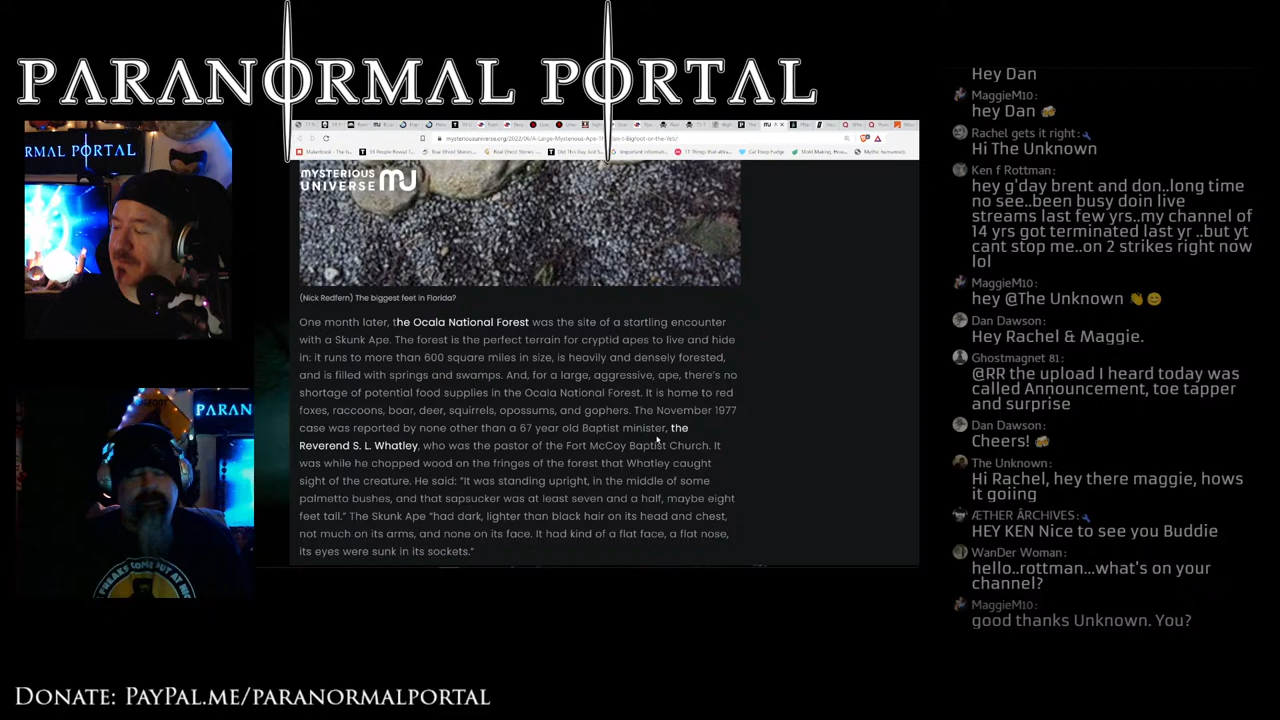 PARANORMAL PORTAL
RMAL PORTAL
PARAN
FREAKS COME OUT AT
mysteriousuniverse.org/2022/06/A-Large-Mysterious-Ape-
MYSTERIOUS
UNIVERSE
(Nick Redfern) The biggest feet in Florida?
One month later, the Ocala National Forest was the site of a startling encounter
with a Skunk Ape. The forest is the perfect terrain for cryptid apes to live and hide
in: it runs to more than 600 square miles in size, is heavily and densely forested,
and is filled with springs and swamps. And, for a large, aggressive, ape, there's no
shortage of potential food supplies in the Ocala National Forest. It is home to red
foxes, raccoons, boar, deer, squirrels, opossums, and gophers. The November 1977
case was reported by none other than a 67 year old Baptist minister, the
Reverend S. L. Whatley, who was the pastor of the Fort McCoy Baptist Church. It
was while he chopped wood on the fringes of the forest that Whatley caught
sight of the creature. He said: "It was standing upright, in the middle of some
palmetto bushes, and that sapsucker was at least seven and a half, maybe eight
feet tall." The Skunk Ape "had dark, lighter than black hair on its head and chest,
not much on its arms, and none on its face. It had kind of a flat face, a flat nose,
its eyes were sunk in its sockets."
Hey Dan
MaggieM10:
hey Dan 🍻
Rachel gets it right:
Hi The Unknown
Ken f Rottman:
hey g'day brent and don..long time
no see..been busy doin live
streams last few yrs..my channel of
14 yrs got terminated last yr ..but yt
cant stop me..on 2 strikes right now
lol
MaggieM10:
hey @The Unknown 👋😊
Dan Dawson:
Hey Rachel & Maggie.
Ghostmagnet 81:
@RR the upload I heard today was
called Announcement, toe tapper
and surprise
Dan Dawson:
Cheers! 🍻
The Unknown:
Hi Rachel, hey there maggie, hows
it goiing
ÆTHER ÂRCHIVES:
HEY KEN Nice to see you Buddie
WanDer Woman:
hello..rottman...what's on your
channel?
MaggieM10:
good thanks Unknown. You?
DONATE: PAYPAL.ME/PARANORMALPORTAL